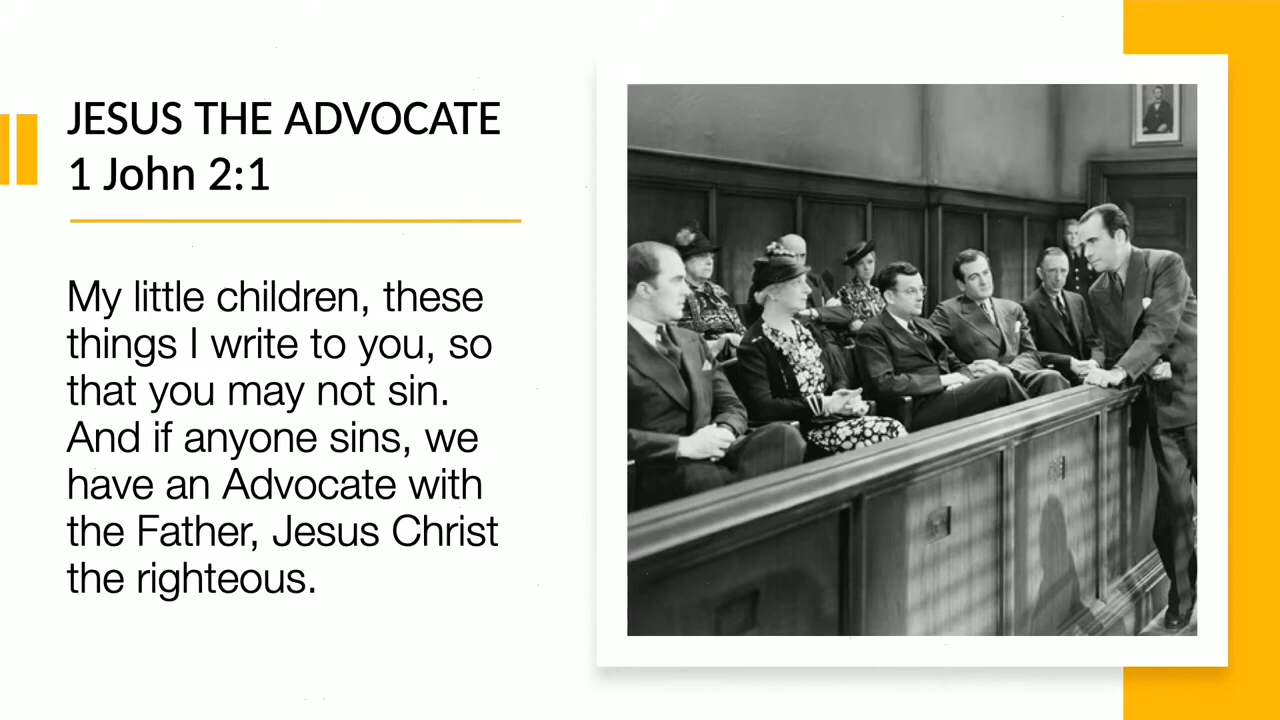 JESUS THE ADVOCATE
1 John 2:1
My little children, these
things I write to you, so
that you may not sin.
And if anyone sins, we
have an Advocate with
the Father, Jesus Christ
the righteous.